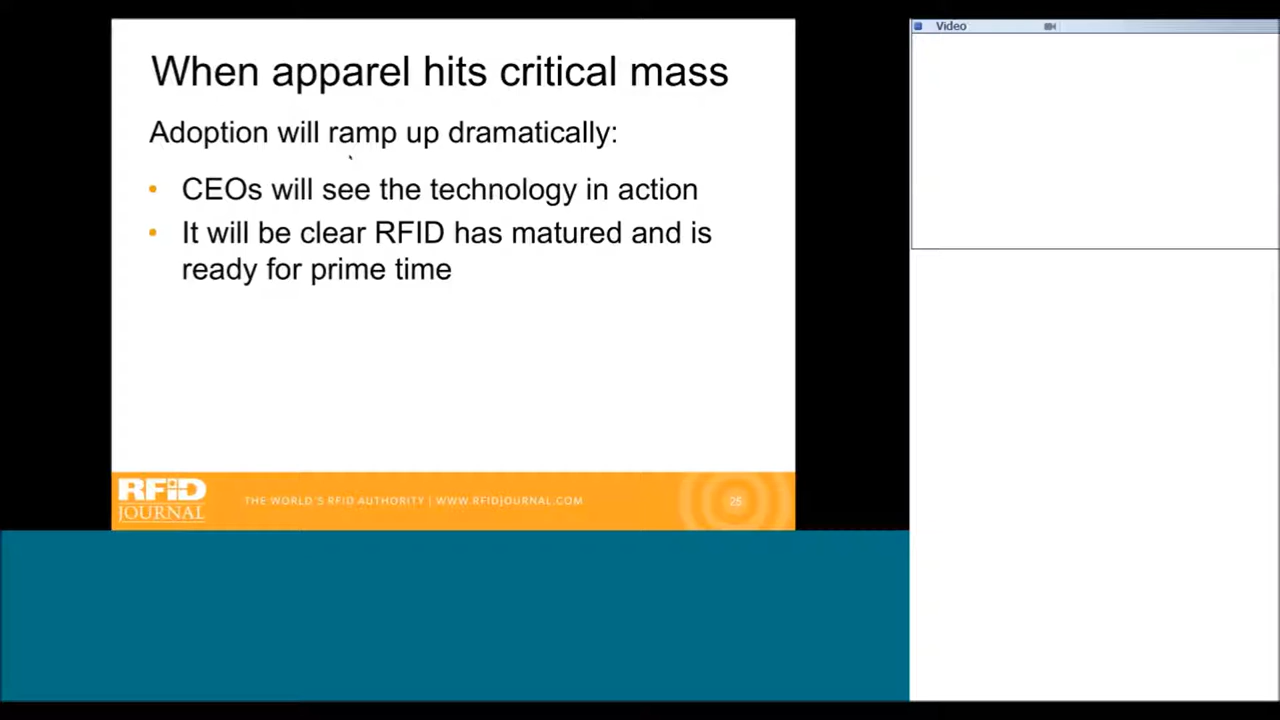 Video
When apparel hits critical mass
Adoption will ramp up dramatically:
• CEOs will see the technology in action
• It will be clear RFID has matured and is
ready for prime time
RFiD
JOURNAL
THE WORLD'S RFID AUTHORITY | WWW.RFIDJOURNAL.COM
25